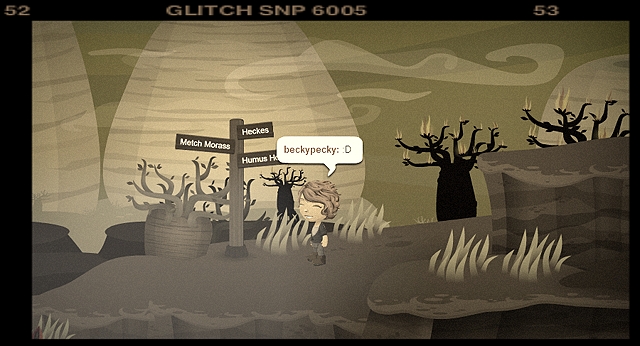 52 GLITCH SNP 6005 53
Heckes
Metch Morass
Humus
beckypecky: :D